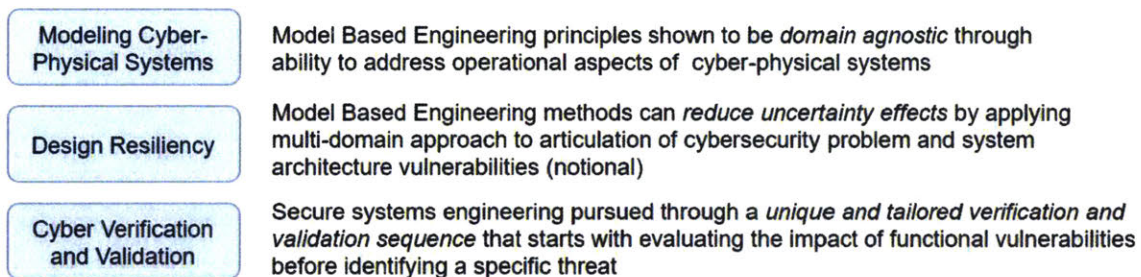 Modeling Cyber-
Physical Systems
Model Based Engineering principles shown to be domain agnostic through
ability to address operational aspects of cyber-physical systems
Design Resiliency
Model Based Engineering methods can reduce uncertainty effects by applying
multi-domain approach to articulation of cybersecurity problem and system
architecture vulnerabilities (notional)
Cyber Verification
and Validation
Secure systems engineering pursued through a unique and tailored verification and
validation sequence that starts with evaluating the impact of functional vulnerabilities
before identifying a specific threat